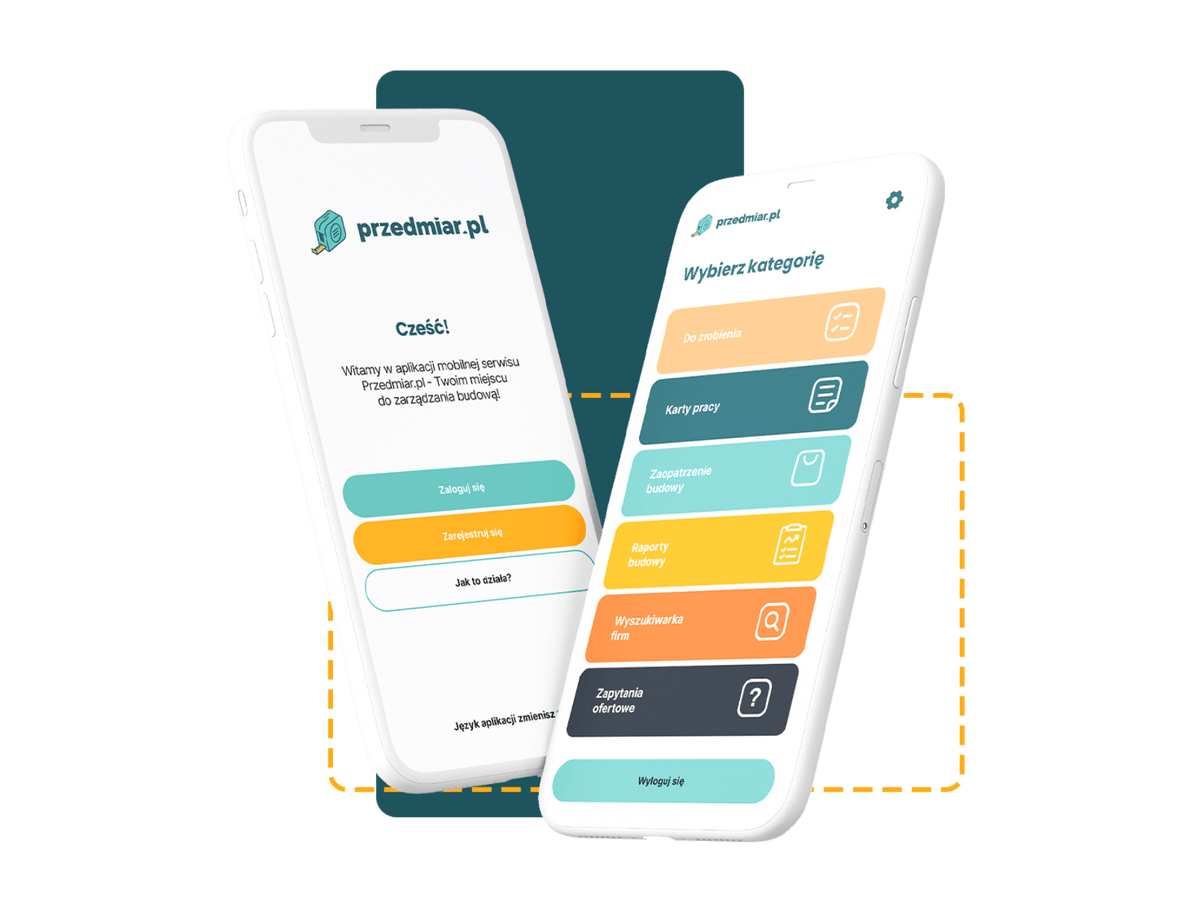 przedmiar.pl
Cześć!
Witamy w aplikacji mobilnej serwisu
Przedmiar.pl - Twoim miejscu
do zarządzania budową!
Zaloguj się
Zarejestruj się
Jak to działa?
Język aplikacji zmienisz
przedmiar.pl
Wybierz kategorię
Do zrobienia
Karty pracy
Zaopatrzenie
budowy
Raporty
budowy
Wyszukiwarka
firm
Zapytania
ofertowe
?
Wyloguj się